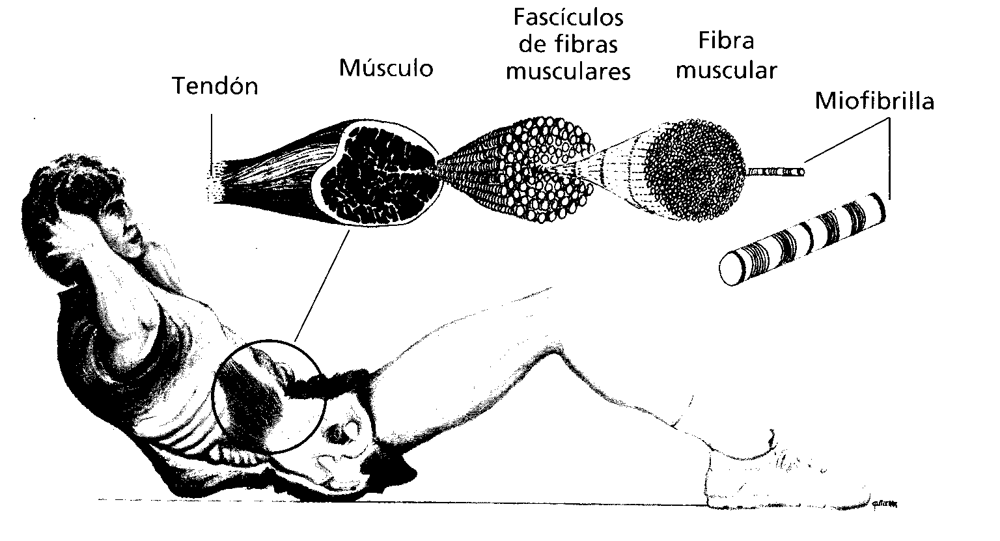 Fascículos
de fibras
musculares
Fibra
muscular
Músculo
Tendón
Miofibrilla